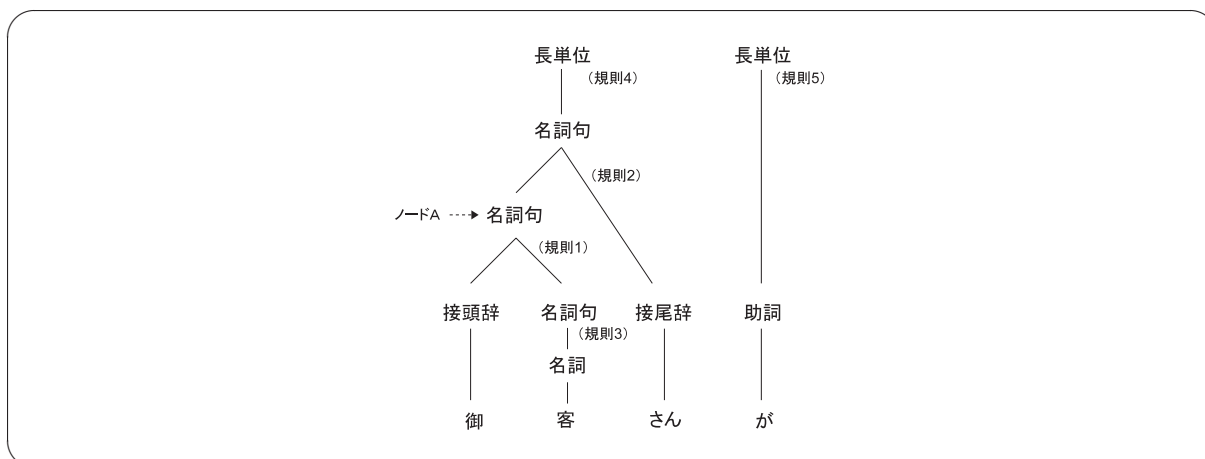 長単位 長単位
(規則4) (規則5)
名詞句
(規則2)
ノードA 名詞句
(規則1)
接頭辞 名詞句 接尾辞 助詞
(規則3)
名詞
御 客 さん が